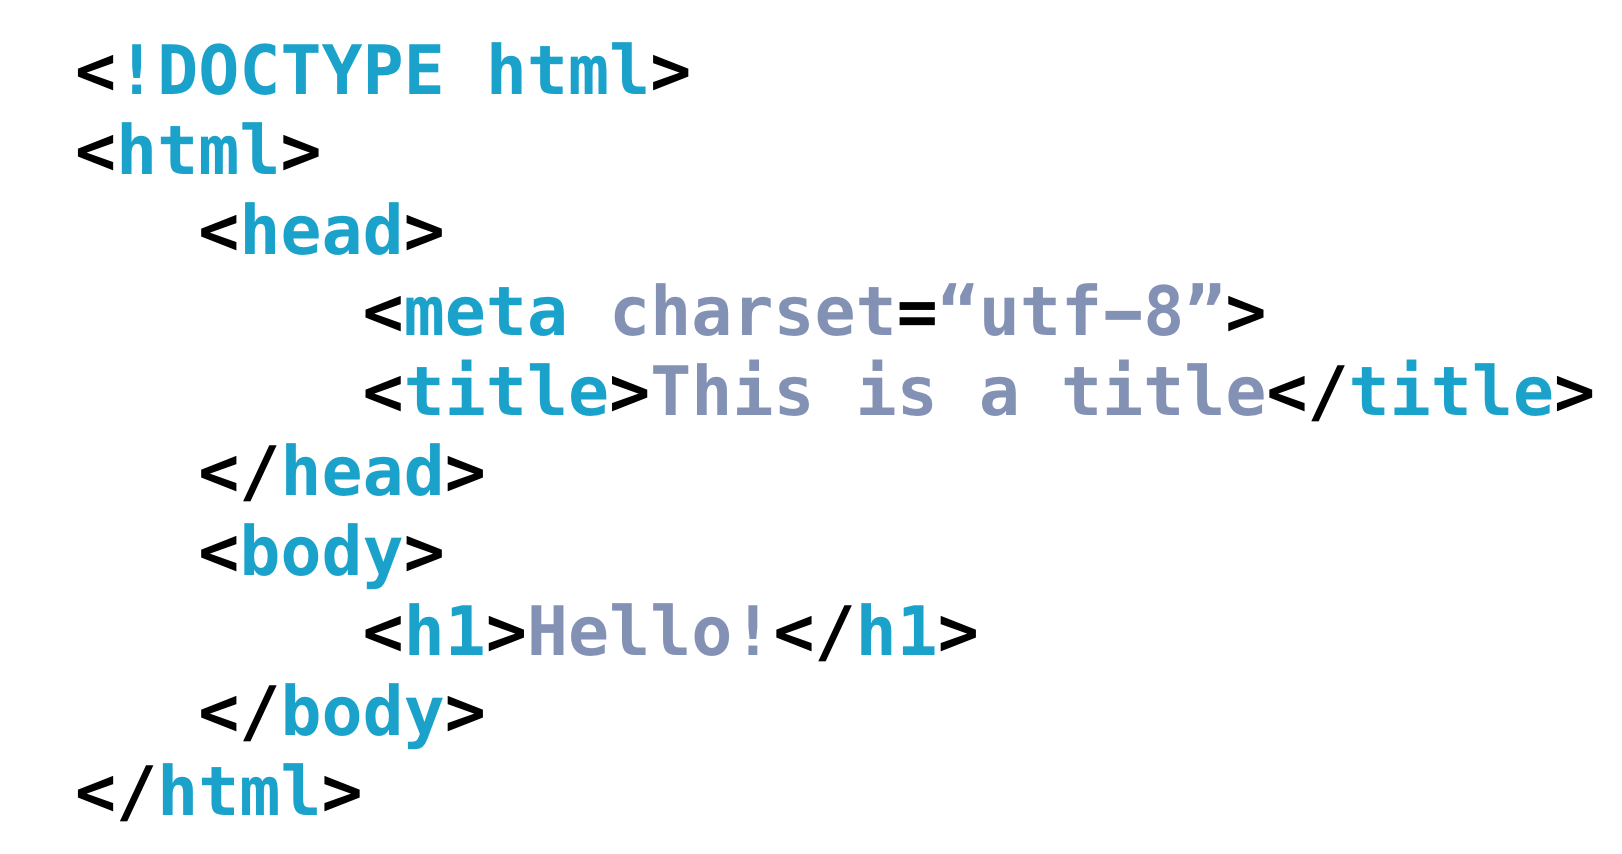 <!DOCTYPE html>
<html>
   <head>
       <meta charset=“utf–8”>
       <title>This is a title</title>
   </head>
   <body>
       <h1>Hello!</h1>
   </body>
</html>